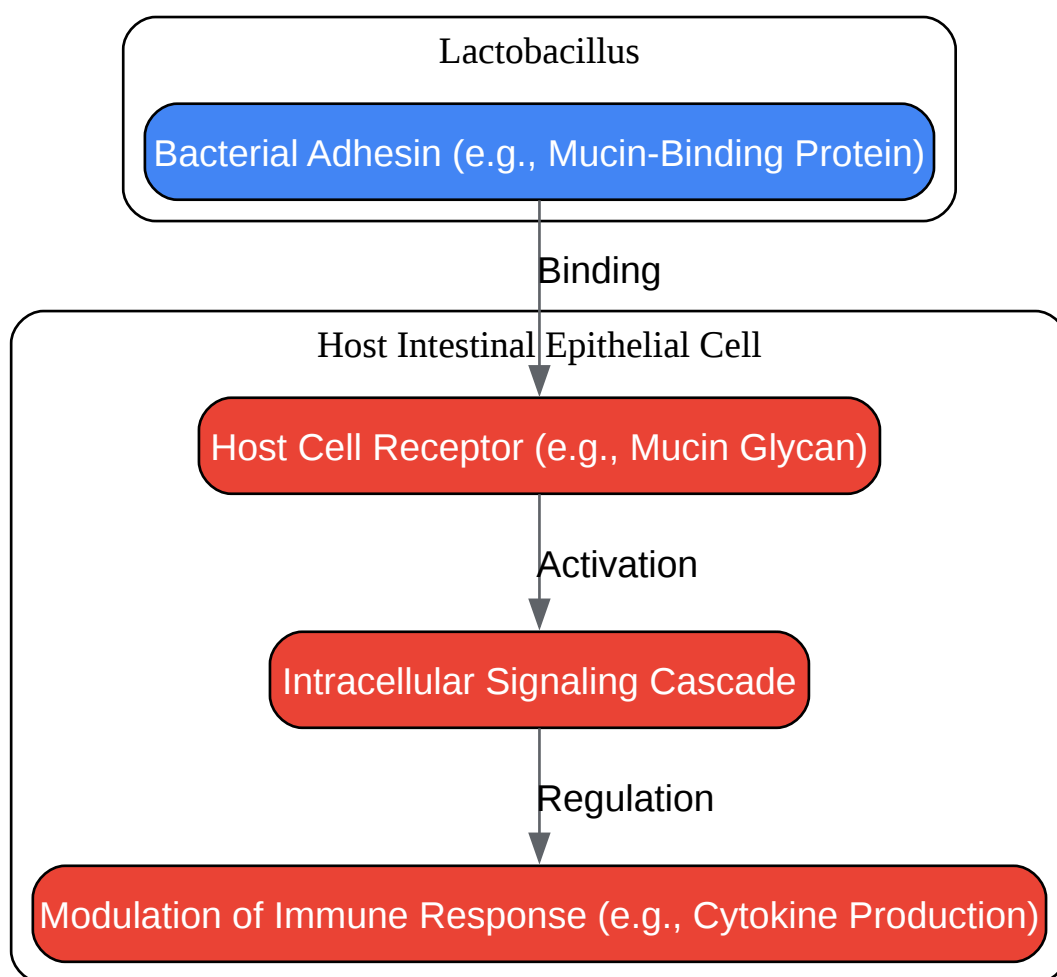 Lactobacillus
Bacterial Adhesin (e.g., Mucin-Binding Protein)
Binding
Host Intestinal Epithelial Cell
Host Cell Receptor (e.g., Mucin Glycan)
Activation
Intracellular Signaling Cascade
Regulation
Modulation of Immune Response (e.g., Cytokine Production)